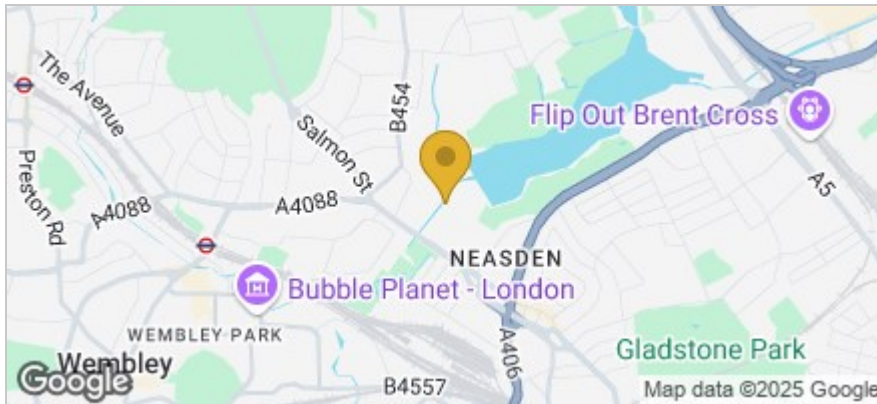 The Avenue
B454
Flip Out Brent Cross
Salmon St
A5
Preston Rd
A4088
A4088
NEASDEN
Bubble Planet - London
WEMBLEY PARK
A406
Gladstone Park
Wembley
Google
B4557
Map data ©2025 Google